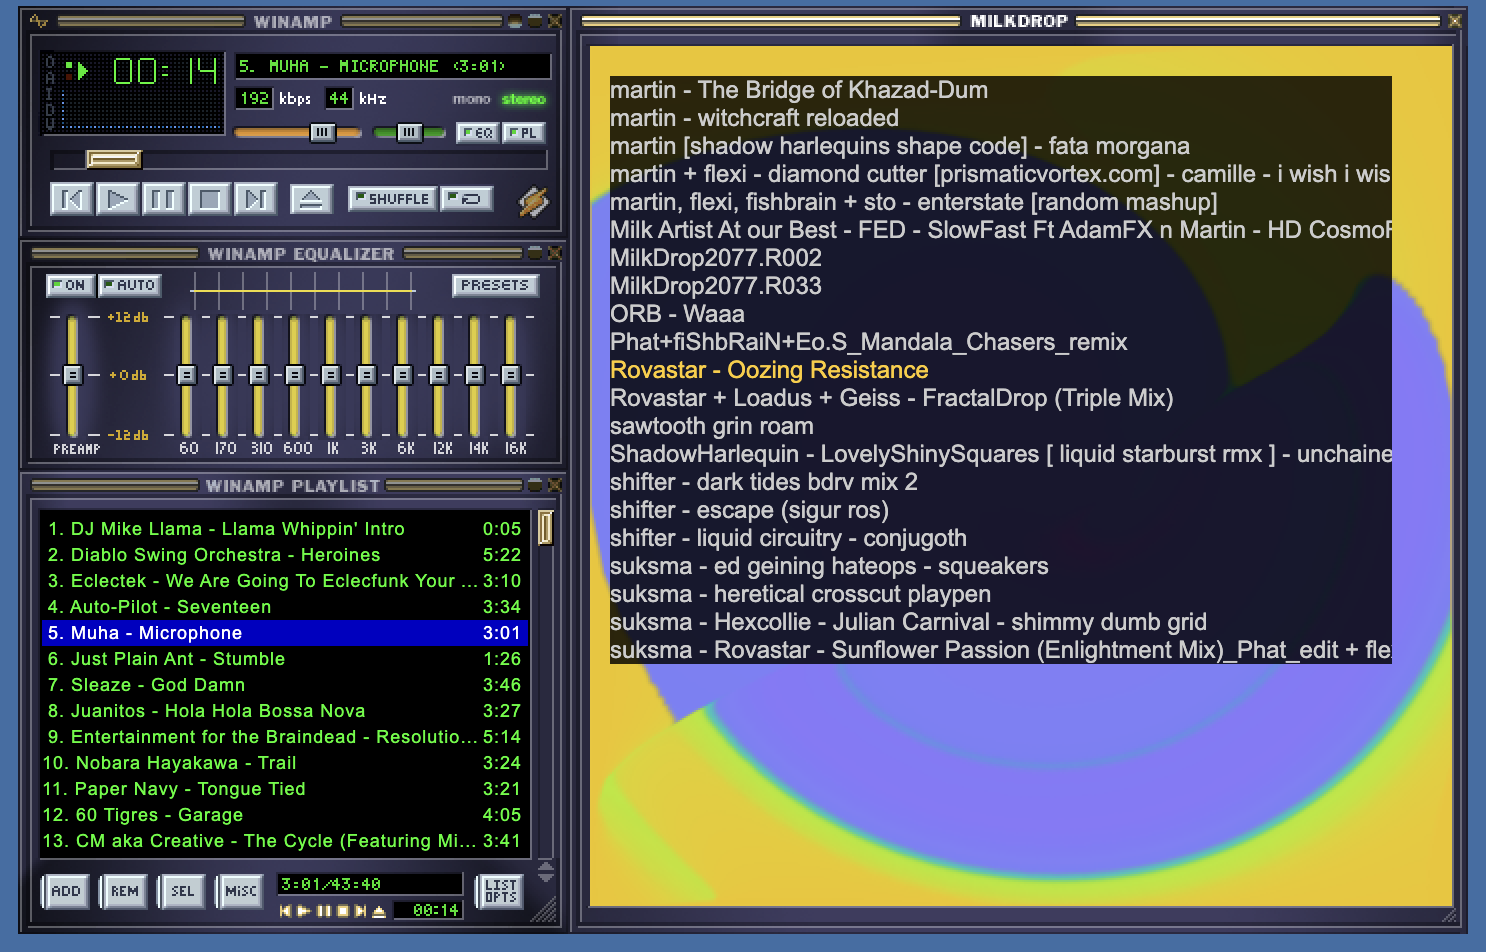 WINAMP
O
A
I
D
V
00:14
5. MUHA - MICROPHONE <3:01>
192 kbps 44 kHz mono stereo
EQ PL
SHUFFLE
WINAMP EQUALIZER
ON AUTO PRESETS
+12db
+0db
-12db
PREAMP 60 170 310 600 1K 3K 6K 12K 14K 16K
WINAMP PLAYLIST
1. DJ Mike Llama - Llama Whippin' Intro 0:05
2. Diablo Swing Orchestra - Heroines 5:22
3. Eclectek - We Are Going To Eclecfunk Your ... 3:10
4. Auto-Pilot - Seventeen 3:34
5. Muha - Microphone 3:01
6. Just Plain Ant - Stumble 1:26
7. Sleaze - God Damn 3:46
8. Juanitos - Hola Hola Bossa Nova 3:27
9. Entertainment for the Braindead - Resolutio... 5:14
10. Nobara Hayakawa - Trail 3:24
11. Paper Navy - Tongue Tied 3:21
12. 60 Tigres - Garage 4:05
13. CM aka Creative - The Cycle (Featuring Mi... 3:41
ADD REM SEL MISC
3:01/43:40
00:14
LIST
OPTS
MILKDROP
martin - The Bridge of Khazad-Dum
martin - witchcraft reloaded
martin [shadow harlequins shape code] - fata morgana
martin + flexi - diamond cutter [prismaticvortex.com] - camille - i wish i wis
martin, flexi, fishbrain + sto - enterstate [random mashup]
Milk Artist At our Best - FED - SlowFast Ft AdamFX n Martin - HD CosmoF
MilkDrop2077.R002
MilkDrop2077.R033
ORB - Waaa
Phat+fiShbRaiN+Eo.S_Mandala_Chasers_remix
Rovastar - Oozing Resistance
Rovastar + Loadus + Geiss - FractalDrop (Triple Mix)
sawtooth grin roam
ShadowHarlequin - LovelyShinySquares [ liquid starburst rmx ] - unchaine
shifter - dark tides bdrv mix 2
shifter - escape (sigur ros)
shifter - liquid circuitry - conjugoth
suksma - ed geining hateops - squeakers
suksma - heretical crosscut playpen
suksma - Hexcollie - Julian Carnival - shimmy dumb grid
suksma - Rovastar - Sunflower Passion (Enlightment Mix)_Phat_edit + fle